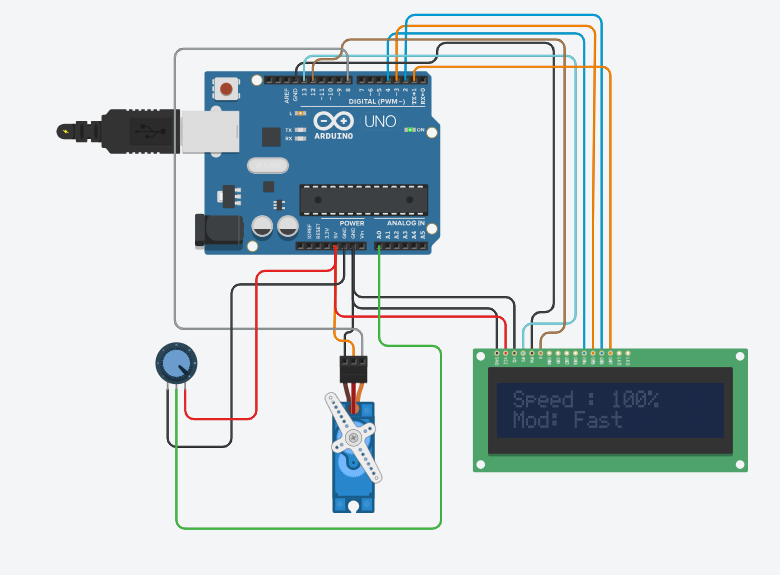 AREF
GND
13
12
~11
~10
~9
8
7
~6
~5
4
~3
2
TX→1
RX←0
DIGITAL (PWM~)
L
TX
RX
ARDUINO
UNO
ON
POWER
ANALOG IN
IOREF
RESET
3.3V
5V
GND
GND
Vin
A0
A1
A2
A3
A4
A5
Speed : 100%
Mod: Fast